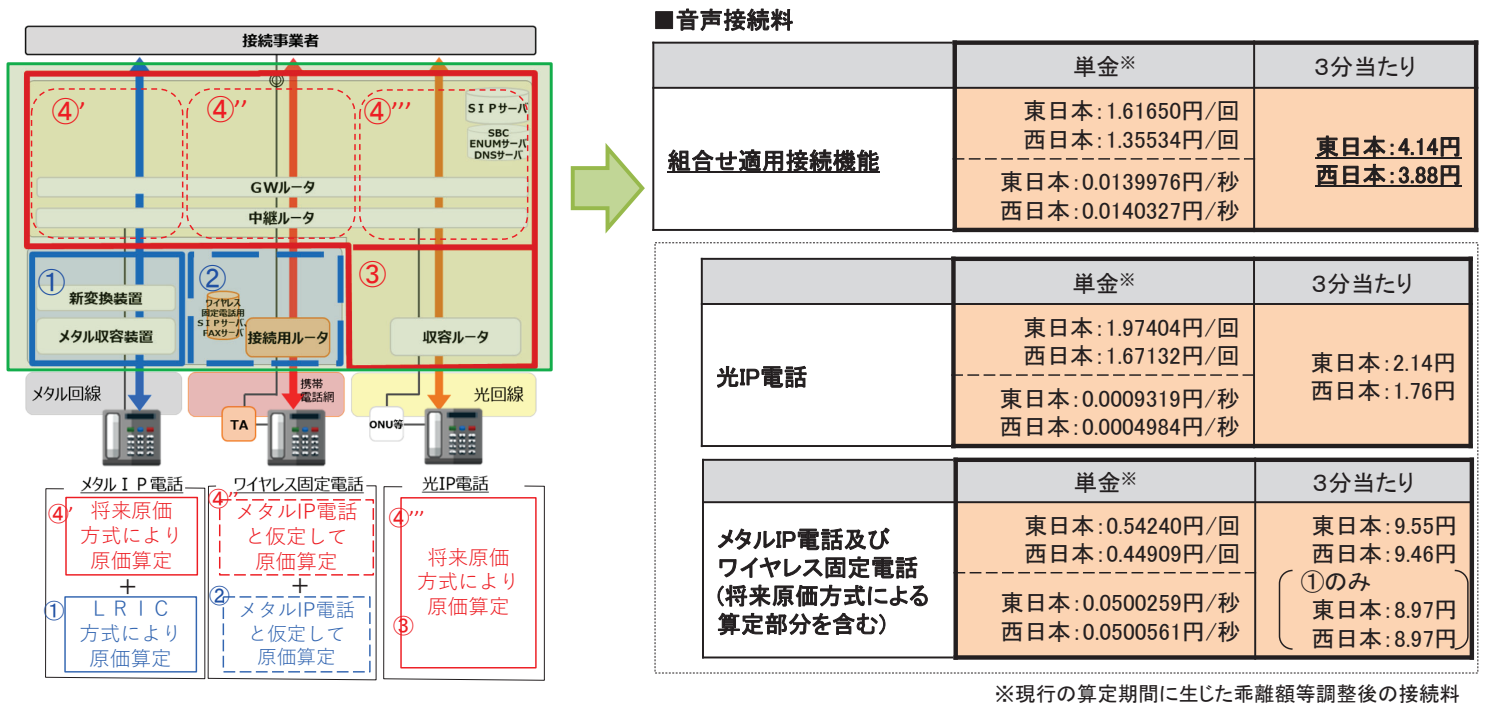 接続事業者
④'
④''
④'''
SIPサーバ
SBC
ENUMサーバ
DNSサーバ
GWルータ
中継ルータ
①
②
③
新変換装置
メタル収容装置
ワイヤレス
固定電話用
SIPサーバ、
FAXサーバ
接続用ルータ
収容ルータ
メタル回線
携帯
電話網
光回線
TA
ONU等
メタルIP電話
④'
将来原価
方式により
原価算定
+
①
LRIC
方式により
原価算定
ワイヤレス固定電話
④''
メタルIP電話
と仮定して
原価算定
+
②
メタルIP電話
と仮定して
原価算定
光IP電話
④'''
将来原価
方式により
原価算定
③
■音声接続料
単金※
3分当たり
組合せ適用接続機能
東日本:1.61650円/回
西日本:1.35534円/回
東日本:0.0139976円/秒
西日本:0.0140327円/秒
東日本:4.14円
西日本:3.88円
単金※
3分当たり
光IP電話
東日本:1.97404円/回
西日本:1.67132円/回
東日本:0.0009319円/秒
西日本:0.0004984円/秒
東日本:2.14円
西日本:1.76円
単金※
3分当たり
メタルIP電話及び
ワイヤレス固定電話
(将来原価方式による
算定部分を含む)
東日本:0.54240円/回
西日本:0.44909円/回
東日本:0.0500259円/秒
西日本:0.0500561円/秒
東日本:9.55円
西日本:9.46円
①のみ
東日本:8.97円
西日本:8.97円
※現行の算定期間に生じた乖離額等調整後の接続料